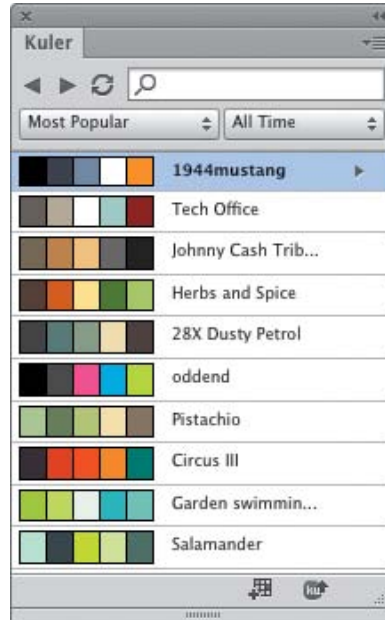 Kuler
Most Popular All Time
1944mustang
Tech Office
Johnny Cash Trib...
Herbs and Spice
28X Dusty Petrol
oddend
Pistachio
Circus III
Garden swimmin...
Salamander
ku